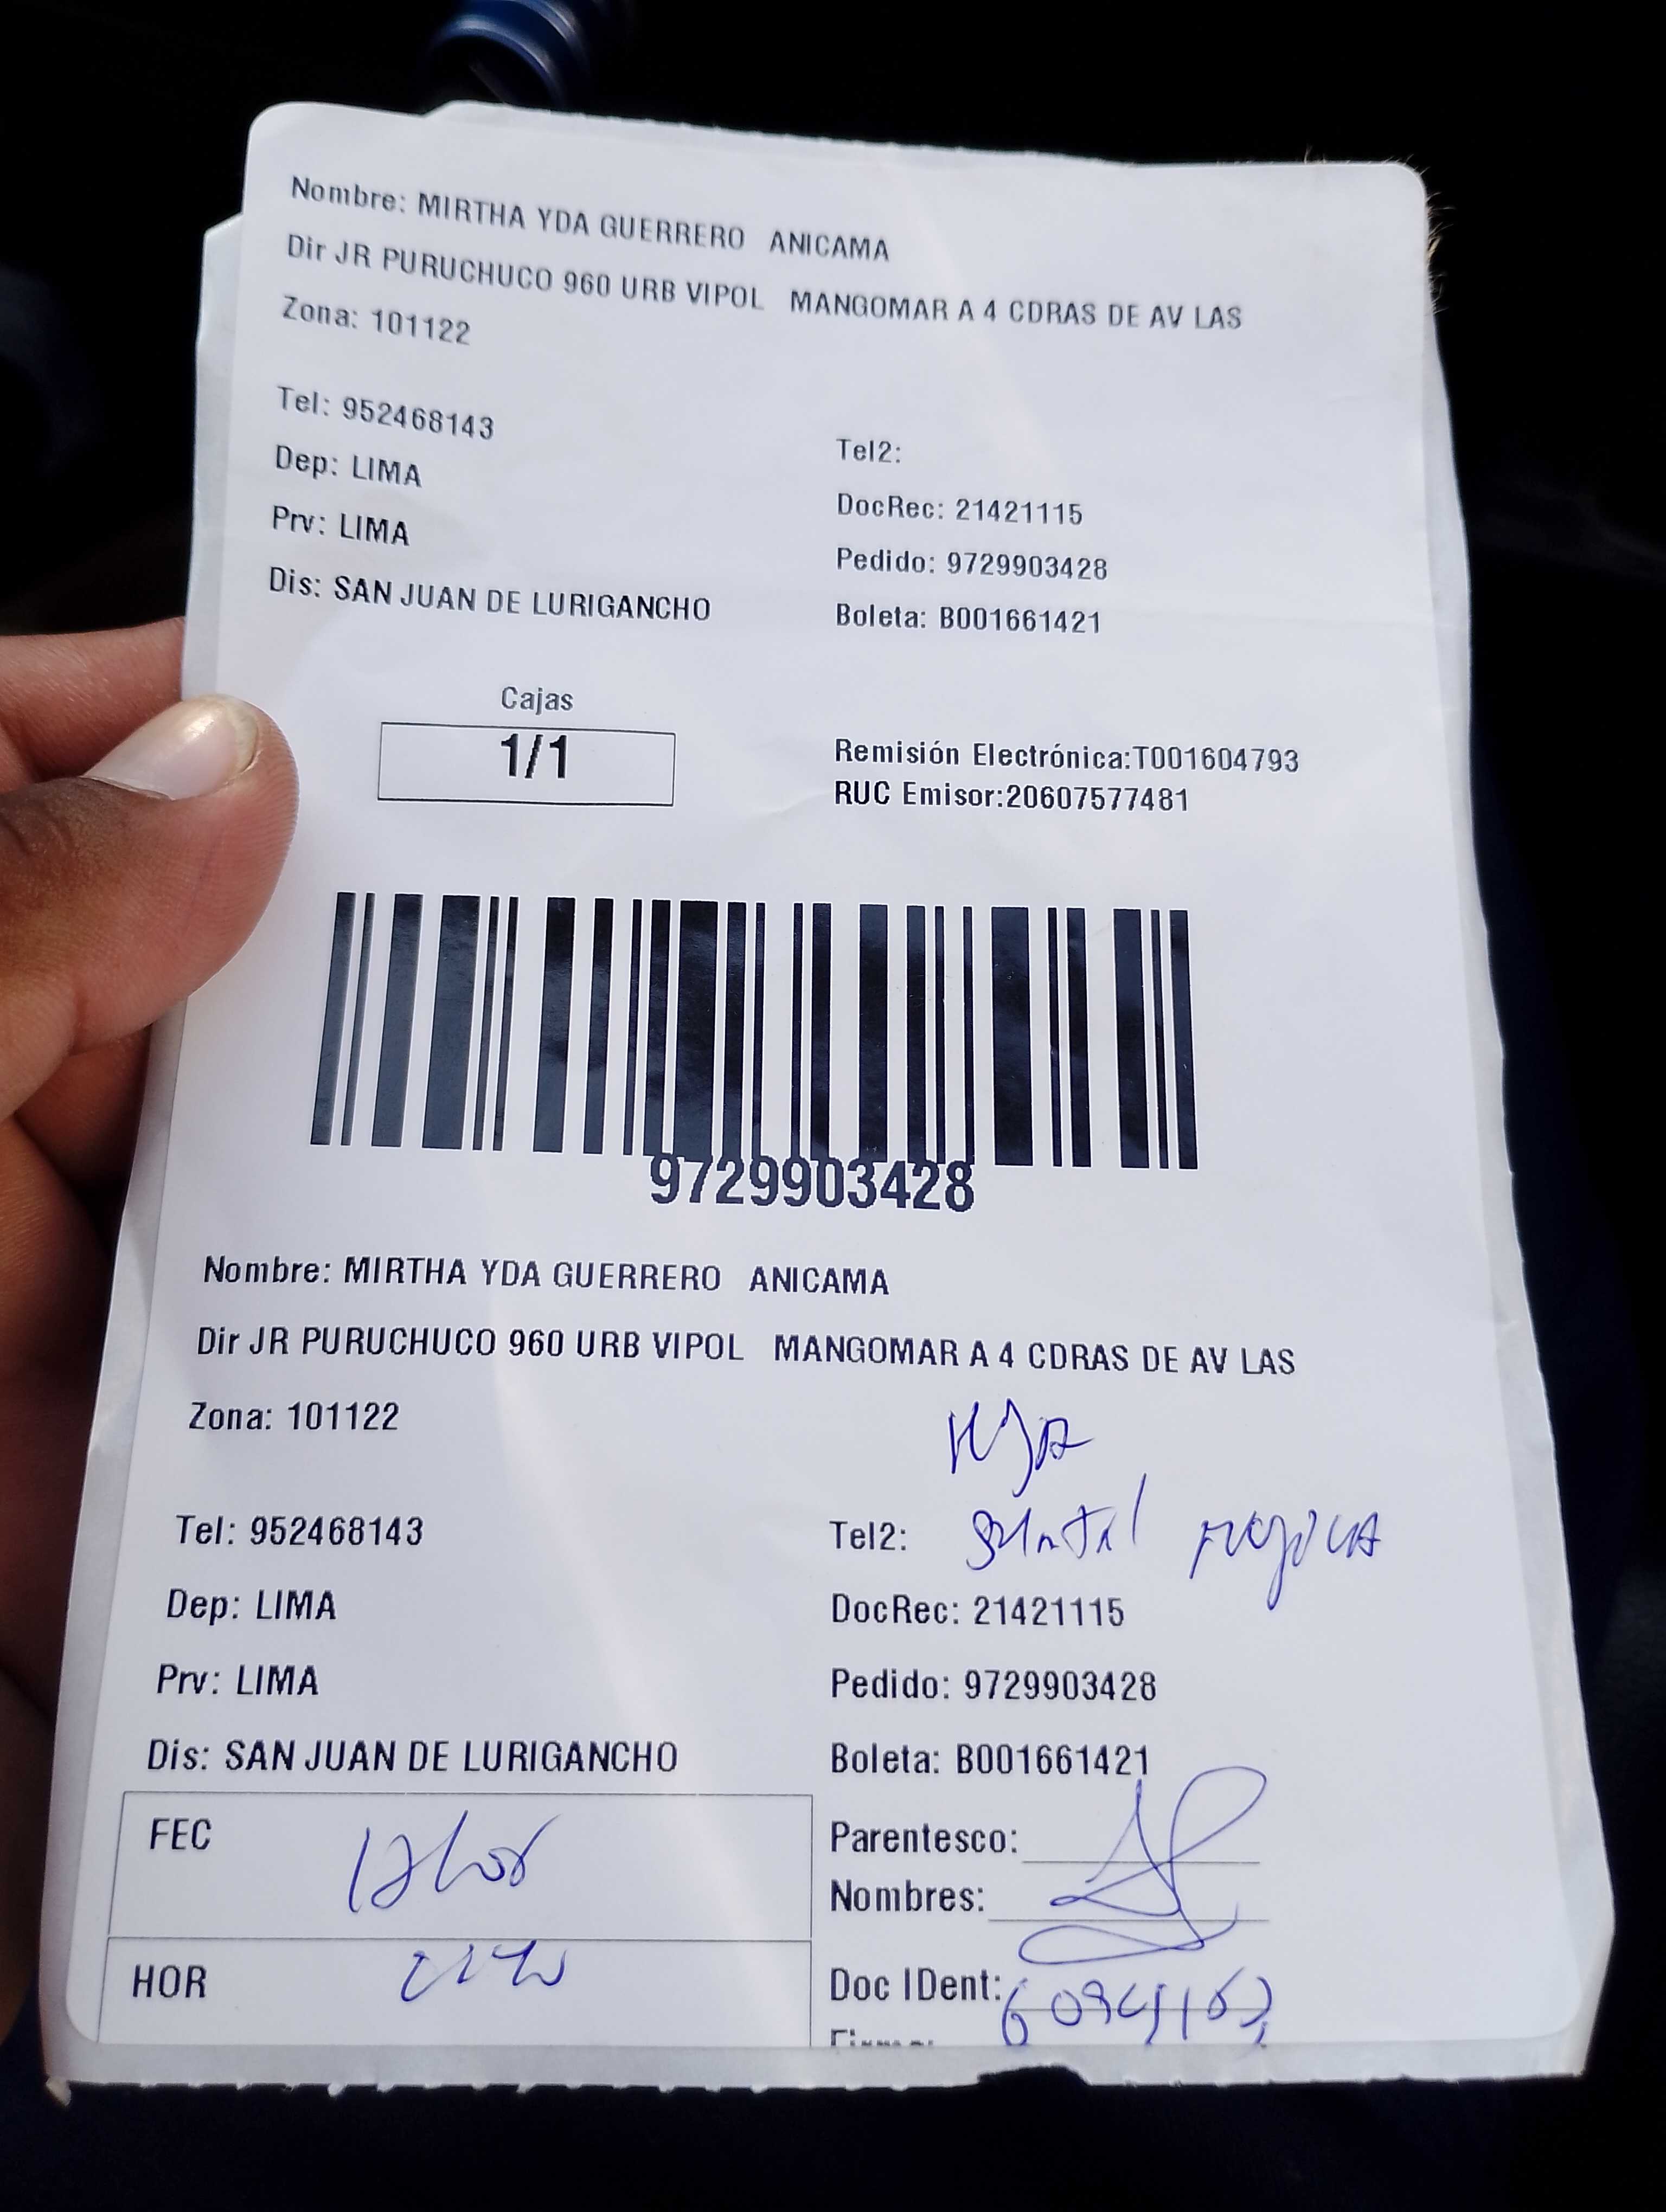 Nombre: MIRTHA YDA GUERRERO ANICAMA
Dir JR PURUCHUCO 960 URB VIPOL MANGOMAR A 4 CDRAS DE AV LAS
Zona: 101122
Tel: 952468143
Tel2:
Dep: LIMA
DocRec: 21421115
Prv: LIMA
Pedido: 9729903428
Dis: SAN JUAN DE LURIGANCHO
Boleta: B001661421
Cajas
1/1
Remisión Electrónica:T001604793
RUC Emisor:20607577481
9729903428
Nombre: MIRTHA YDA GUERRERO ANICAMA
Dir JR PURUCHUCO 960 URB VIPOL MANGOMAR A 4 CDRAS DE AV LAS
Zona: 101122
Tel: 952468143
Tel2:
Dep: LIMA
DocRec: 21421115
Prv: LIMA
Pedido: 9729903428
Dis: SAN JUAN DE LURIGANCHO
Boleta: B001661421
FEC
Parentesco:
Nombres:
HOR
Doc IDent: